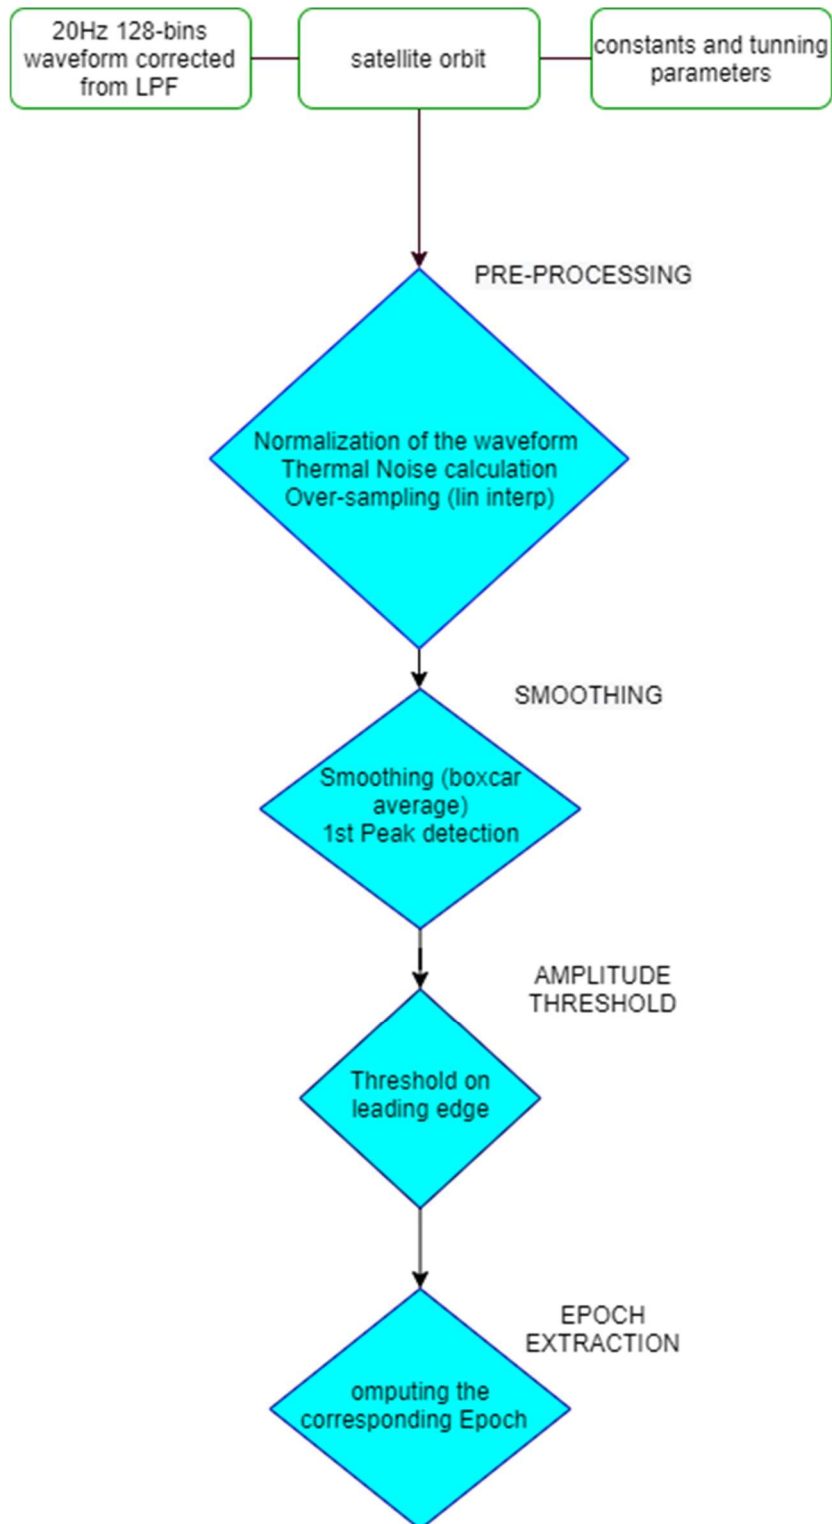 20Hz 128-bins
waveform corrected
from LPF
satellite orbit
constants and tunning
parameters
PRE-PROCESSING
Normalization of the waveform
Thermal Noise calculation
Over-sampling (lin interp)
SMOOTHING
Smoothing (boxcar
average)
1st Peak detection
AMPLITUDE
THRESHOLD
Threshold on
leading edge
EPOCH
EXTRACTION
omputing the
corresponding Epoch